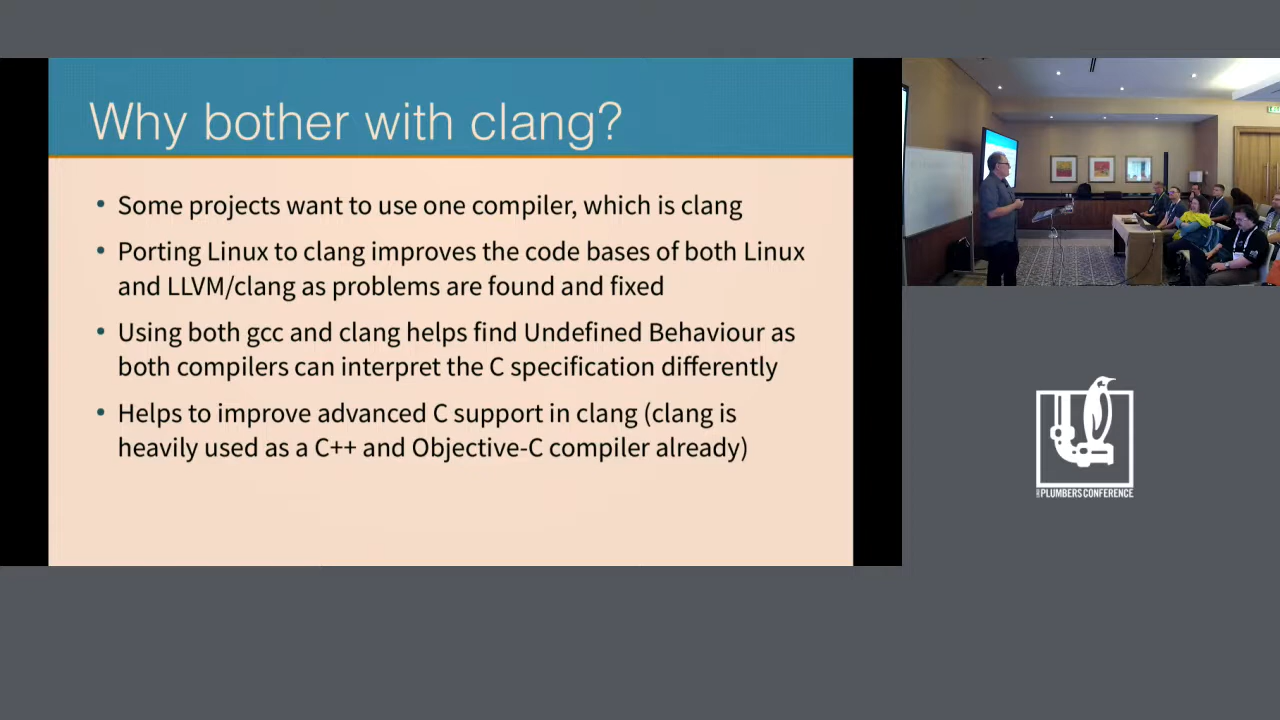 Why bother with clang?
• Some projects want to use one compiler, which is clang
• Porting Linux to clang improves the code bases of both Linux
and LLVM/clang as problems are found and fixed
• Using both gcc and clang helps find Undefined Behaviour as
both compilers can interpret the C specification differently
• Helps to improve advanced C support in clang (clang is
heavily used as a C++ and Objective-C compiler already)
PLUMBERS CONFERENCE